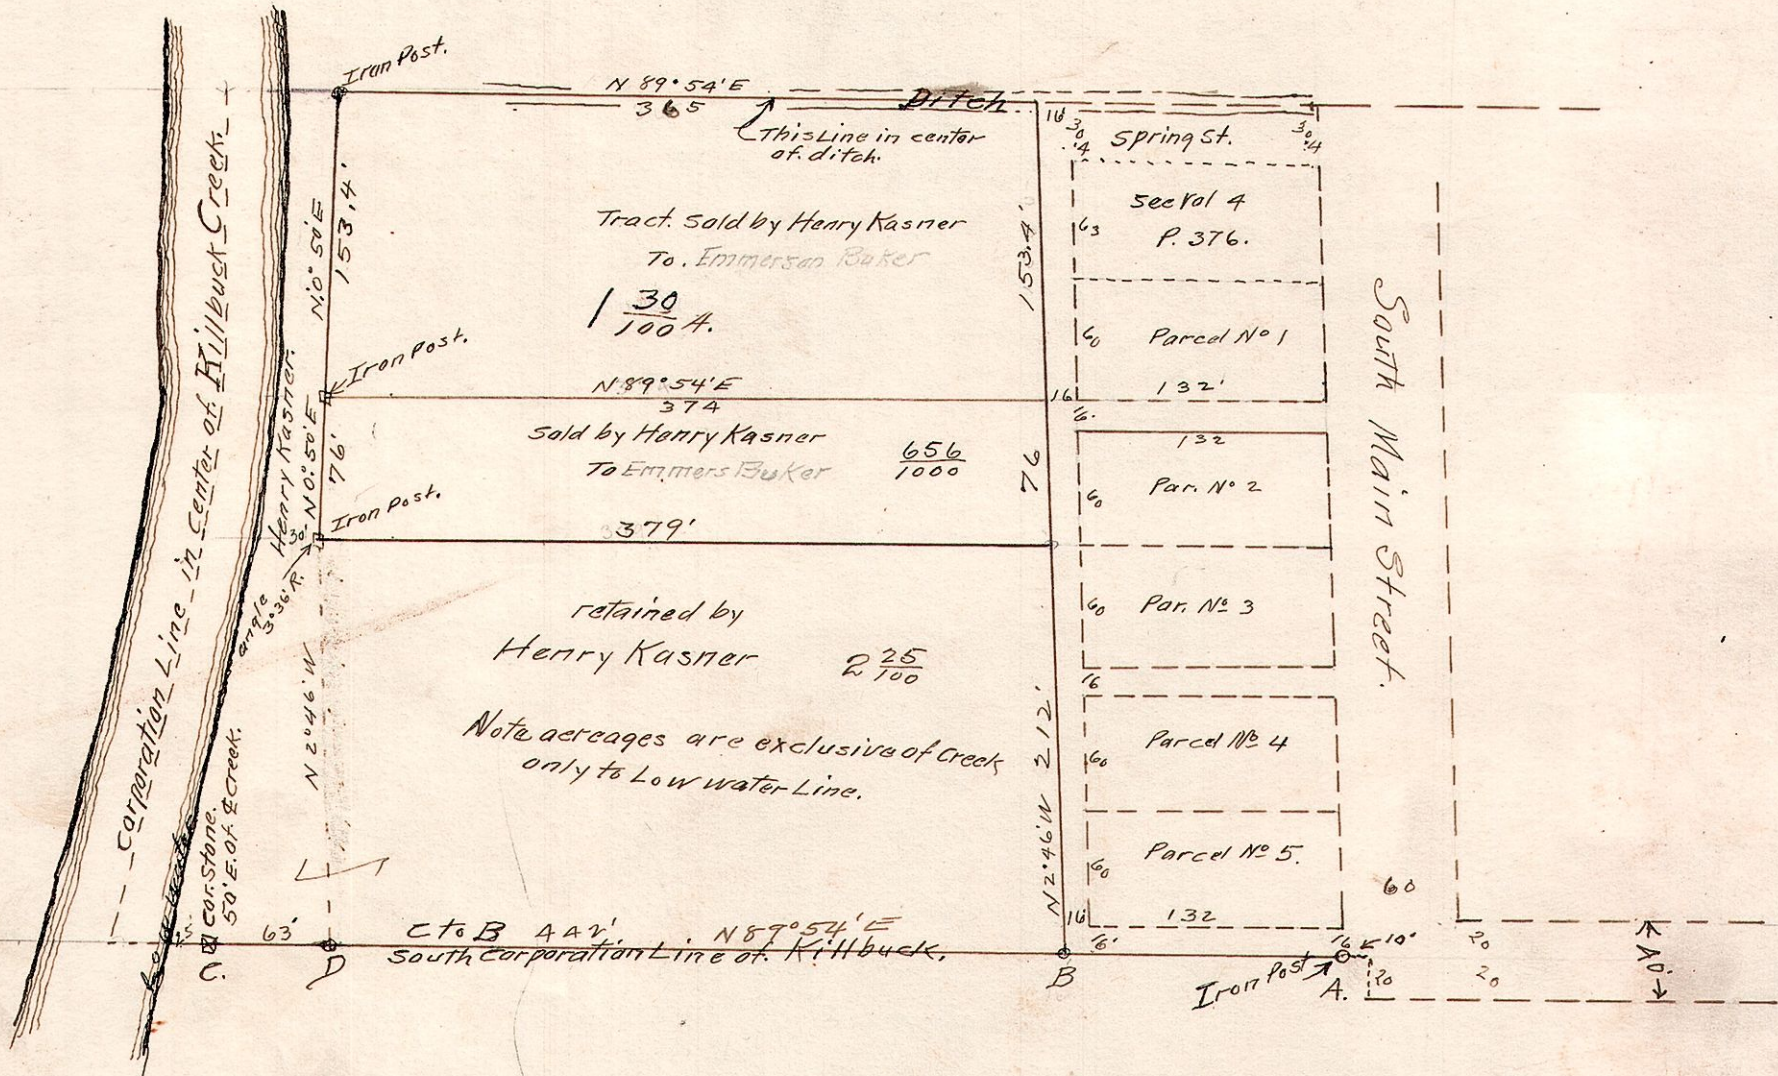 Iron Post.
N 89° 54' E
365
Ditch
This Line in center
of. ditch.
16'
30
.4
Spring St.
30
.4
N.0° 50' E
153.4'
Tract. Sold by Henry Kasner
To. Emmerson Baker
1 30/100 A.
153.4'
See Vol 4
P. 376.
63
60
Parcel No 1
132'
South Main Street.
Iron Post.
N 89° 54' E
374
16
16.
Sold by Henry Kasner
To Emmers Baker
656/1000
N 0° 50' E
76'
76
132
60
Par. No 2
Iron Post.
379'
30'
Henry Kasner.
angle
3° 36' R.
60
Par. No 3
16
retained by
Henry Kasner
2 25/100
Note acreages are exclusive of Creek
only to Low water Line.
N 2° 46' W
N 2° 46' W 212'
60
Parcel No 4
60
Parcel No 5.
132
16'
16'
60
Corporation Line in Center of Killbuck Creek.
Low water
Cor. Stone.
50' E. of ₵ Creek.
15
63'
C to B 442' N 89° 54' E
South Corporation Line of. Killbuck.
C.
D
B
16
10'
Iron Post
A.
20
20
20
40'